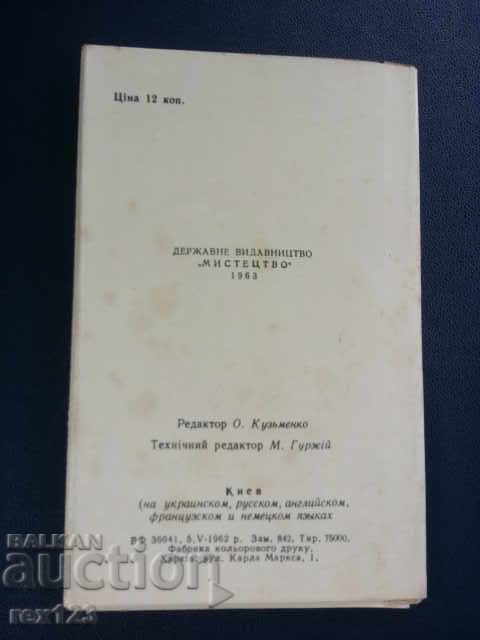 Ціна 12 коп.
ДЕРЖАВНЕ ВИДАВНИЦТВО
„МИСТЕЦТВО"
1963
Редактор О. Кузьменко
Технічний редактор М. Гуржій
Киев
(на украинском, русском, английском,
французском и немецком языках
БФ 36041, 5.V-1962 р. Зам. 842, Тир. 75000,
Фабрика кольорового друку,
вул. Карла Маркса, 1.
BALKAN
auction
rex123